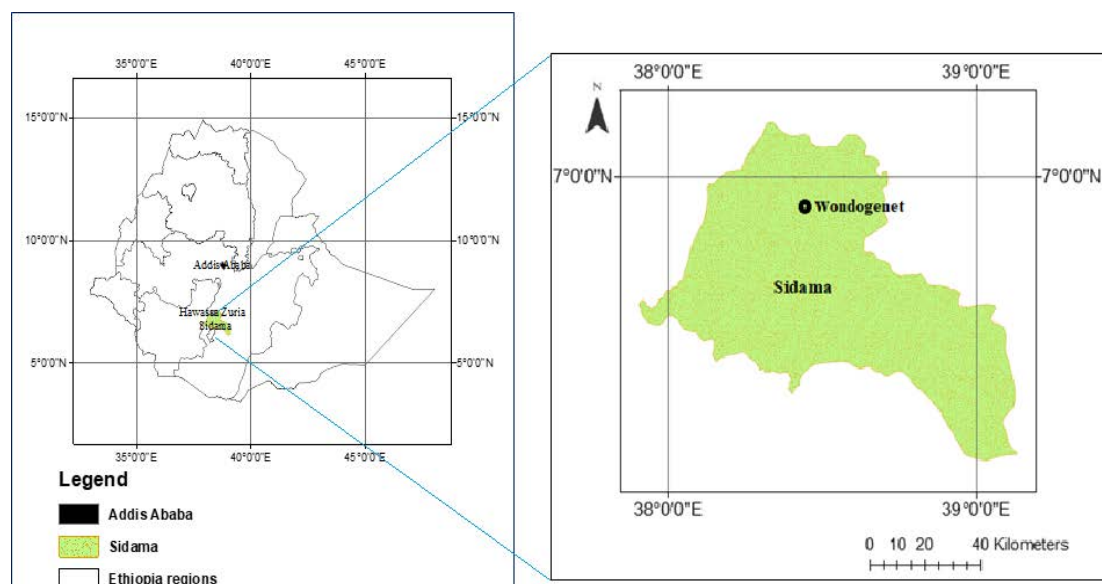 35°0'0"E 40°0'0"E 45°0'0"E
15°0'0"N 15°0'0"N
10°0'0"N 10°0'0"N
Addis Ababa
Hawassa Zuria
Sidama
5°0'0"N 5°0'0"N
35°0'0"E 40°0'0"E 45°0'0"E
Legend
Addis Ababa
Sidama
Ethiopia regions
38°0'0"E 39°0'0"E
N
7°0'0"N 7°0'0"N
Wondogenet
Sidama
38°0'0"E 39°0'0"E
0 10 20 40 Kilometers